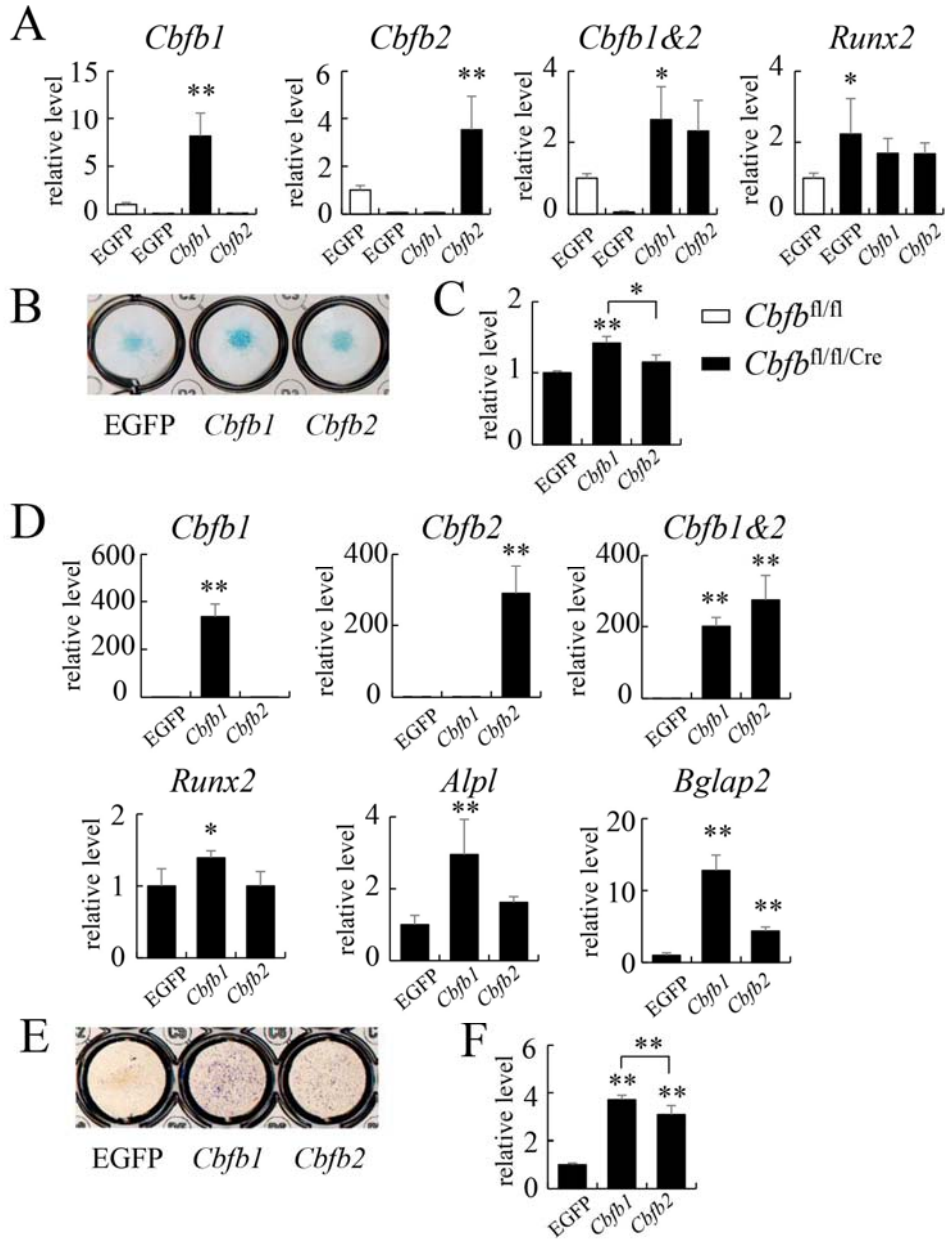 A
Cbfb1
Cbfb2
Cbfb1&2
Runx2
relative level
15
10
5
0
EGFP
EGFP
Cbfb1
Cbfb2
**
relative level
6
4
2
0
EGFP
EGFP
Cbfb1
Cbfb2
**
relative level
4
2
0
EGFP
EGFP
Cbfb1
Cbfb2
*
relative level
4
2
0
EGFP
EGFP
Cbfb1
Cbfb2
*
B
C2
C3
D2
EGFP
Cbfb1
Cbfb2
C
relative level
2
1
0
**
*
EGFP
Cbfb1
Cbfb2
Cbfb fl/fl
Cbfb fl/fl/Cre
D
Cbfb1
Cbfb2
Cbfb1&2
relative level
600
400
200
0
**
EGFP
Cbfb1
Cbfb2
relative level
400
200
0
**
EGFP
Cbfb1
Cbfb2
relative level
400
200
0
**
**
EGFP
Cbfb1
Cbfb2
Runx2
Alpl
Bglap2
relative level
2
1
0
*
EGFP
Cbfb1
Cbfb2
relative level
4
2
0
**
EGFP
Cbfb1
Cbfb2
relative level
20
10
0
**
**
EGFP
Cbfb1
Cbfb2
E
EGFP
Cbfb1
Cbfb2
F
relative level
6
4
2
0
**
**
**
EGFP
Cbfb1
Cbfb2